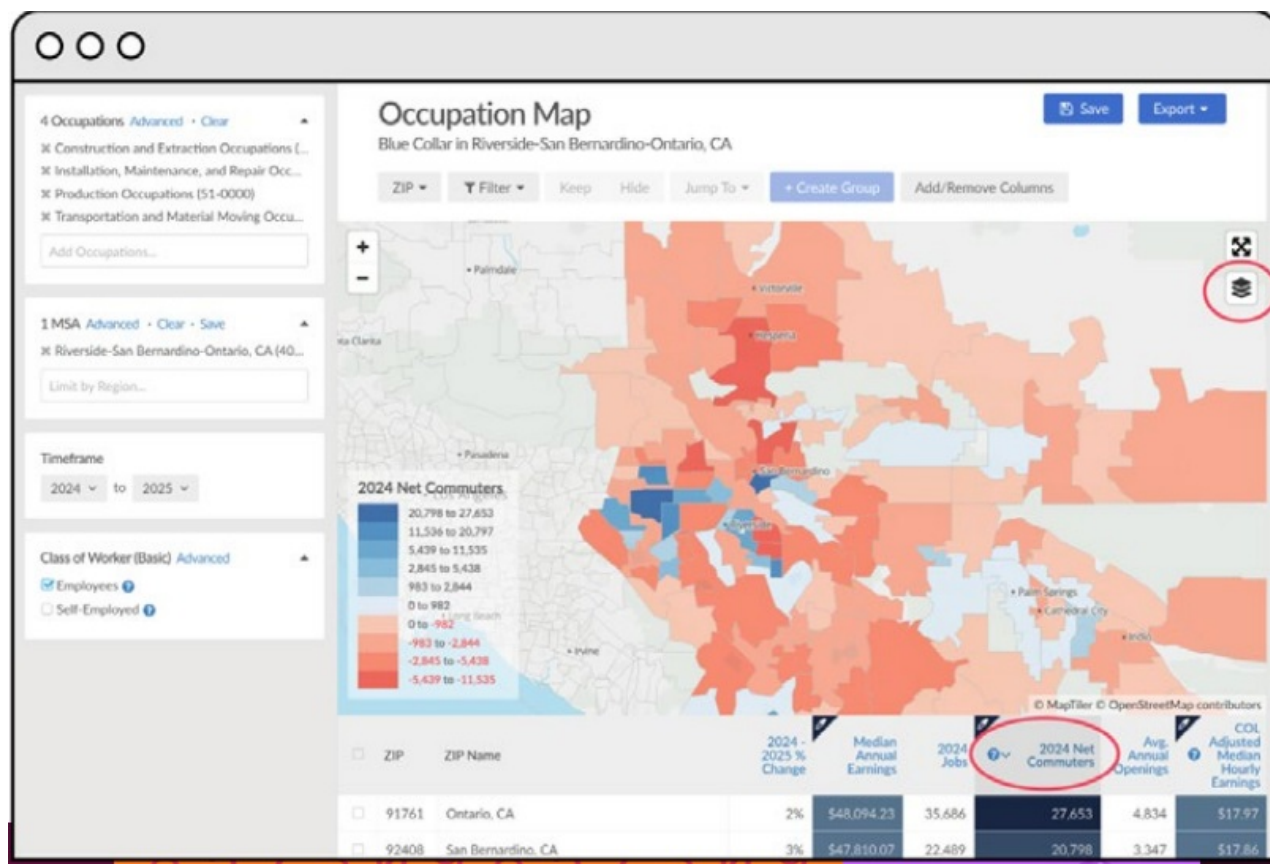 4 Occupations Advanced · Clear
Construction and Extraction Occupations (...
Installation, Maintenance, and Repair Occ...
Production Occupations (51-0000)
Transportation and Material Moving Occu...
Add Occupations...
1 MSA Advanced · Clear · Save
Riverside-San Bernardino-Ontario, CA (40...
Limit by Region...
Timeframe
2024 to 2025
Class of Worker (Basic) Advanced
Employees
Self-Employed
Occupation Map
Blue Collar in Riverside-San Bernardino-Ontario, CA
Save
Export
ZIP
Filter
Keep
Hide
Jump To
+ Create Group
Add/Remove Columns
+
−
Palmdale
Victorville
Hesperia
ta Clarita
Pasadena
San Bernardino
Los Angeles
Riverside
Long Beach
Irvine
Palm Springs
Cathedral City
Indio
2024 Net Commuters
20,798 to 27,653
11,536 to 20,797
5,439 to 11,535
2,845 to 5,438
983 to 2,844
0 to 982
0 to -982
-983 to -2,844
-2,845 to -5,438
-5,439 to -11,535
© MapTiler © OpenStreetMap contributors
ZIP
ZIP Name
2024 -
2025 %
Change
Median
Annual
Earnings
2024
Jobs
2024 Net
Commuters
Avg.
Annual
Openings
COL
Adjusted
Median
Hourly
Earnings
91761 Ontario, CA 2% $48,094.23 35,686 27,653 4,834 $17.97
92408 San Bernardino, CA 3% $47,810.07 22,489 20,798 3,347 $17.86